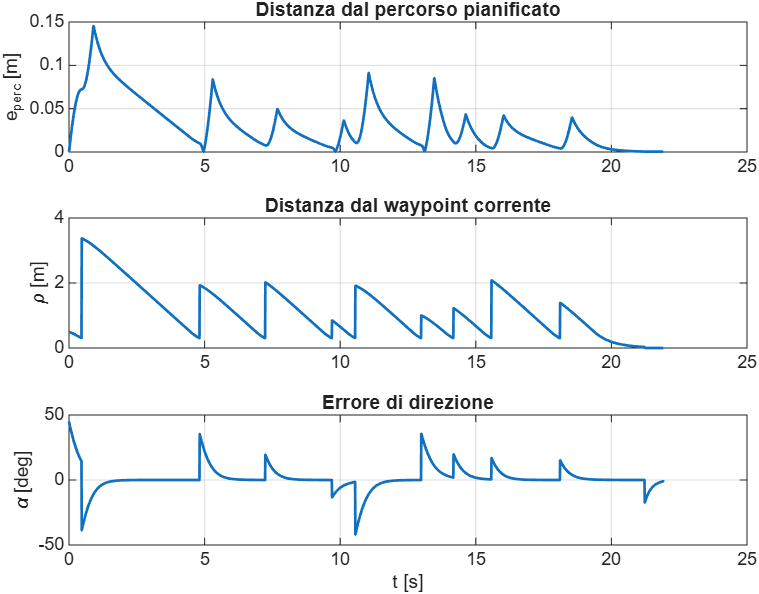 Distanza dal percorso pianificato
e_perc [m]
0.15
0.1
0.05
0
0 5 10 15 20 25
Distanza dal waypoint corrente
ρ [m]
4
2
0
0 5 10 15 20 25
Errore di direzione
α [deg]
50
0
-50
0 5 10 15 20 25
t [s]